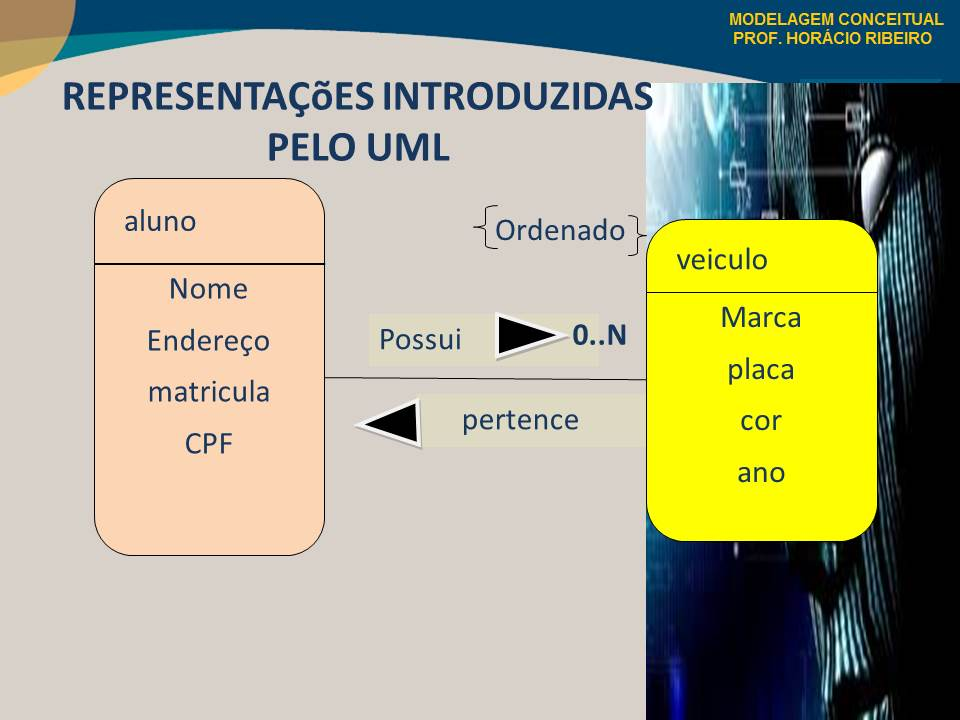 MODELAGEM CONCEITUAL
PROF. HORÁCIO RIBEIRO
REPRESENTAÇõES INTRODUZIDAS
PELO UML
aluno
Nome
Endereço
matricula
CPF
Ordenado
Possui
0..N
pertence
veiculo
Marca
placa
cor
ano